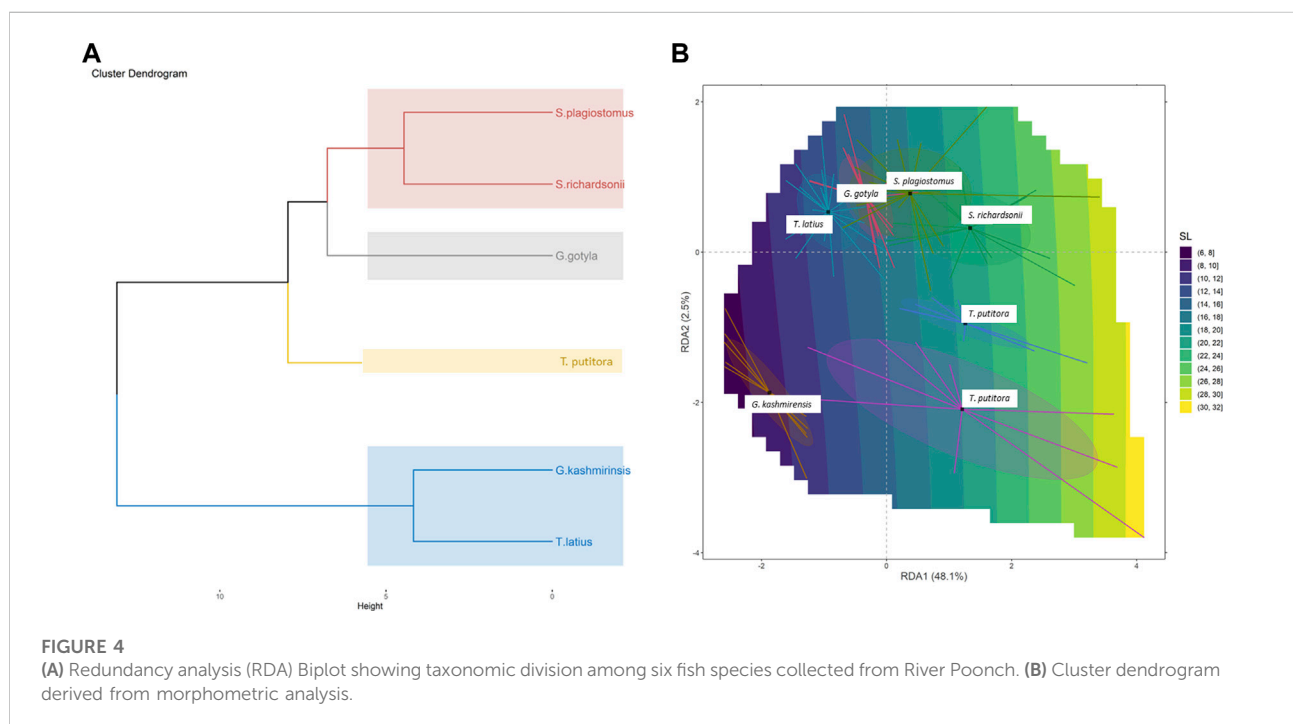 A
Cluster Dendrogram
S.plagiostomus
S.richardsonii
G.gotyla
T. putitora
G.kashmirinsis
T.latius
10
5
0
Height
B
2
0
-2
-4
RDA2 (2.5%)
S. plagiostomus
G. gotyla
T. latius
S. richardsonii
T. putitora
G. kashmirensis
T. putitora
-2
0
2
4
RDA1 (48.1%)
SL
(6, 8]
(8, 10]
(10, 12]
(12, 14]
(14, 16]
(16, 18]
(18, 20]
(20, 22]
(22, 24]
(24, 26]
(26, 28]
(28, 30]
(30, 32]
FIGURE 4
(A) Redundancy analysis (RDA) Biplot showing taxonomic division among six fish species collected from River Poonch. (B) Cluster dendrogram
derived from morphometric analysis.